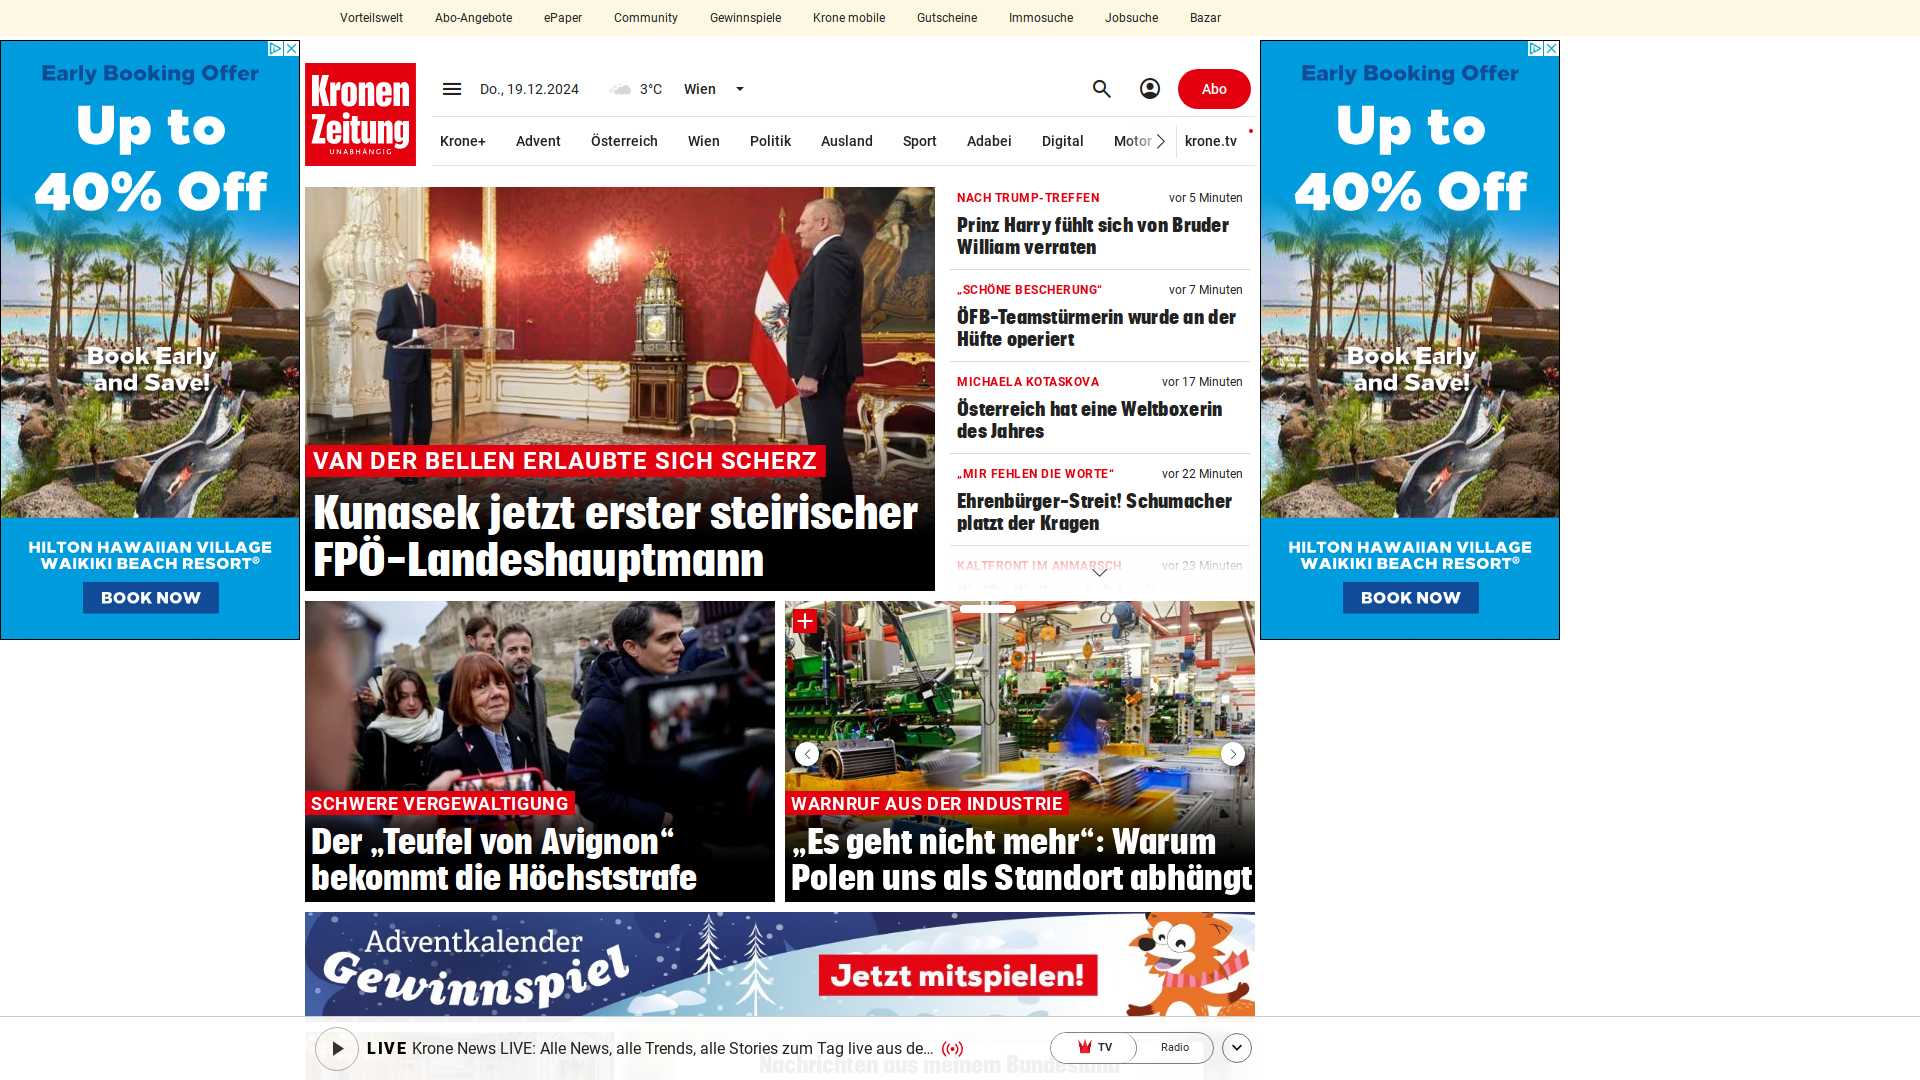 Vorteilswelt
Abo-Angebote
ePaper
Community
Gewinnspiele
Krone mobile
Gutscheine
Immosuche
Jobsuche
Bazar
Early Booking Offer
Up to
40% Off
Book Early
and Save!
HILTON HAWAIIAN VILLAGE
WAIKIKI BEACH RESORT®
BOOK NOW
Kronen
Zeitung
UNABHÄNGIG
Do., 19.12.2024
3°C
Wien
Abo
Krone+
Advent
Österreich
Wien
Politik
Ausland
Sport
Adabei
Digital
Motor
krone.tv
VAN DER BELLEN ERLAUBTE SICH SCHERZ
Kunasek jetzt erster steirischer
FPÖ-Landeshauptmann
NACH TRUMP-TREFFEN
vor 5 Minuten
Prinz Harry fühlt sich von Bruder
William verraten
„SCHÖNE BESCHERUNG“
vor 7 Minuten
ÖFB-Teamstürmerin wurde an der
Hüfte operiert
MICHAELA KOTASKOVA
vor 17 Minuten
Österreich hat eine Weltboxerin
des Jahres
„MIR FEHLEN DIE WORTE“
vor 22 Minuten
Ehrenbürger-Streit! Schumacher
platzt der Kragen
KALTFRONT IM ANMARSCH
vor 23 Minuten
SCHWERE VERGEWALTIGUNG
Der „Teufel von Avignon“
bekommt die Höchststrafe
WARNRUF AUS DER INDUSTRIE
„Es geht nicht mehr“: Warum
Polen uns als Standort abhängt
Adventkalender
Gewinnspiel
Jetzt mitspielen!
LIVE Krone News LIVE: Alle News, alle Trends, alle Stories zum Tag live aus de...
TV
Radio
Nachrichten aus meinem Bundesland
Early Booking Offer
Up to
40% Off
Book Early
and Save!
HILTON HAWAIIAN VILLAGE
WAIKIKI BEACH RESORT®
BOOK NOW